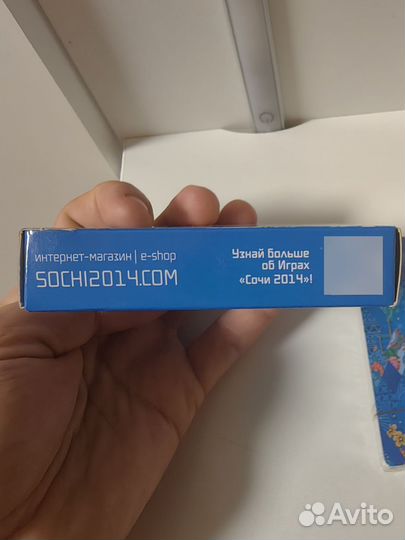 интернет-магазин | e-shop
SOCHI2014.COM
Узнай Больше
об Играх
«Сочи 2014»!
Avito